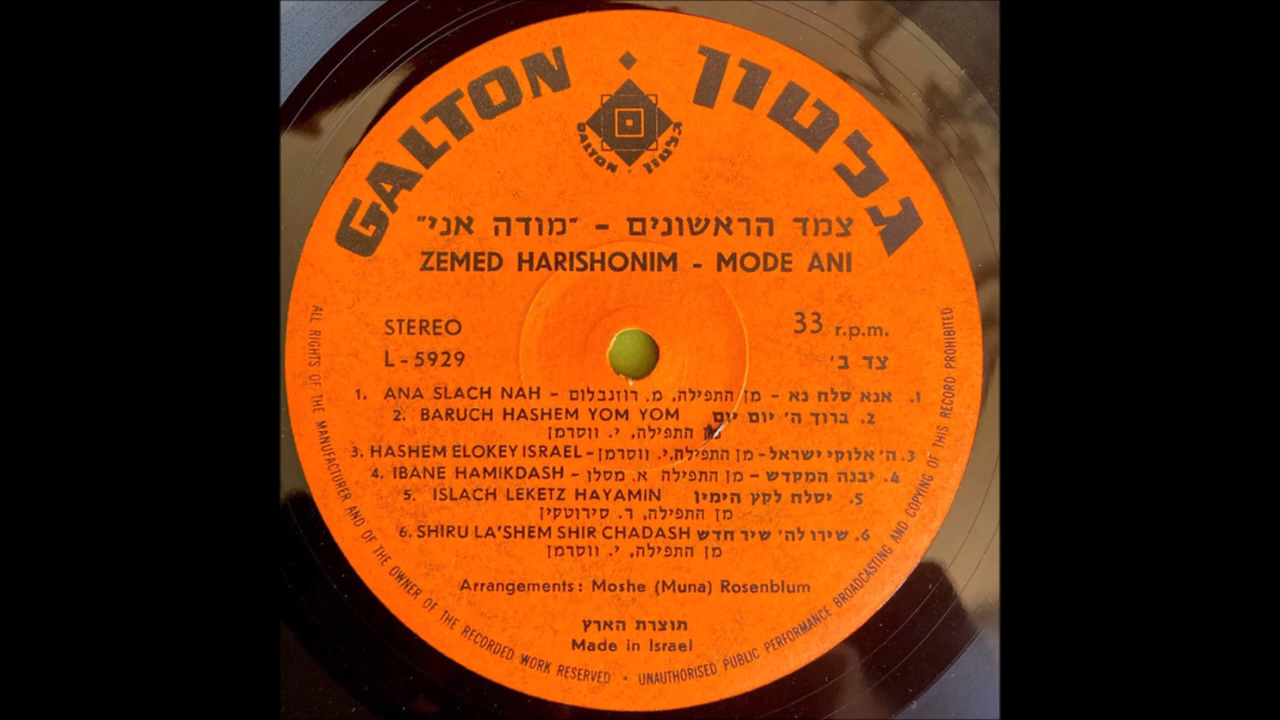 GALTON גלטון
GALTON · גלטון
צמד הראשונים - "מודה אני"
ZEMED HARISHONIM - MODE ANI
STEREO 33 r.p.m.
L-5929 צד ב'
1. ANA SLACH NAH - אנא סלח נא - מן התפילה, מ. רוזנבלום .1
2. BARUCH HASHEM YOM YOM ברוך ה' יום יום .2
מן התפילה, י. ווסרמן
3. HASHEM ELOKEY ISRAEL - ה' אלוקי ישראל - מן התפילה, י. ווסרמן .3
4. IBANE HAMIKDASH - יבנה המקדש - מן התפילה א. מסלן .4
5. ISLACH LEKETZ HAYAMIN יסלח לקץ הימין .5
מן התפילה, ר. סירוטקין
6. SHIRU LA'SHEM SHIR CHADASH שירו לה' שיר חדש .6
מן התפילה, י. ווסרמן
Arrangements: Moshe (Muna) Rosenblum
תוצרת הארץ
Made in Israel
ALL RIGHTS OF THE MANUFACTURER AND OF THE OWNER OF THE RECORDED WORK RESERVED · UNAUTHORISED PUBLIC PERFORMANCE BROADCASTING AND COPYING OF THIS RECORD PROHIBITED